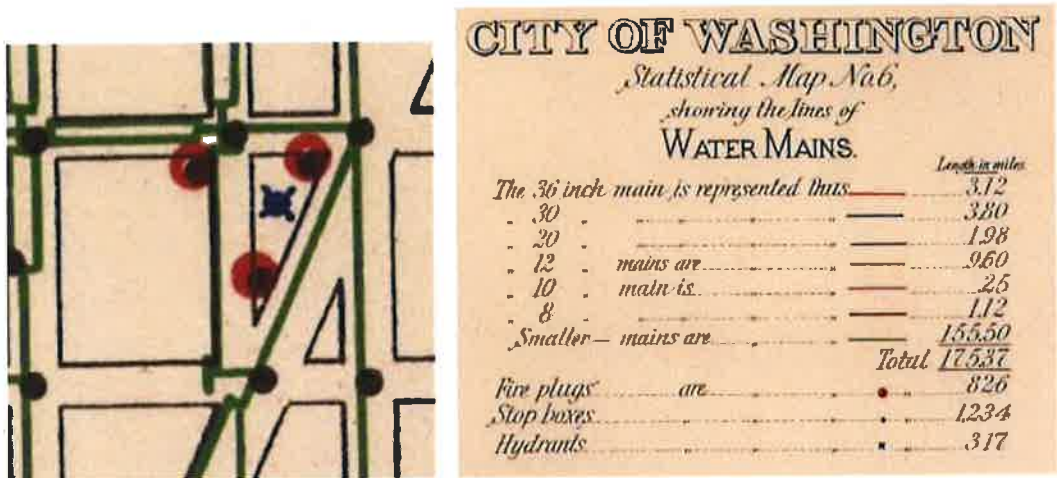 CITY OF WASHINGTON
Statistical Map No.6,
showing the lines of
WATER MAINS.
Length in miles
The 36 inch main is represented thus 3.12
" 30 " " " " 3.80
" 20 " " " " 1.98
" 12 " mains are " " 9.60
" 10 " main is " " .25
" 8 " " " " 1.12
Smaller — mains are " " 155.50
Total 175.37
Fire plugs are " " 826
Stop boxes " " " 1,234
Hydrants " " " 317